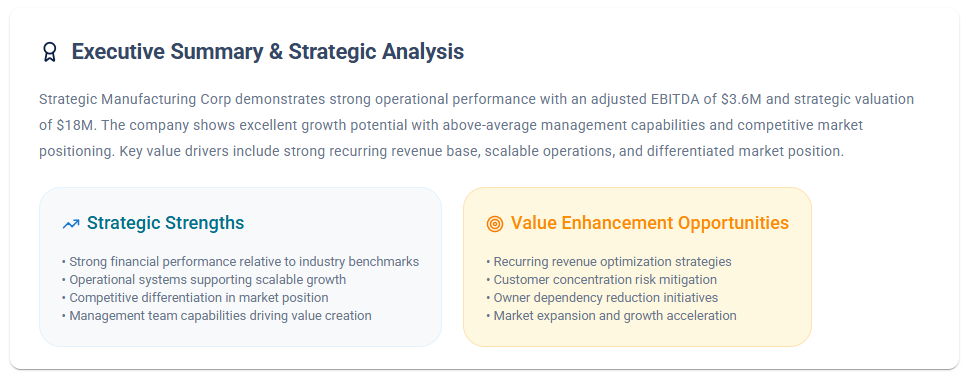 Executive Summary & Strategic Analysis
Strategic Manufacturing Corp demonstrates strong operational performance with an adjusted EBITDA of $3.6M and strategic valuation
of $18M. The company shows excellent growth potential with above-average management capabilities and competitive market
positioning. Key value drivers include strong recurring revenue base, scalable operations, and differentiated market position.
Strategic Strengths
• Strong financial performance relative to industry benchmarks
• Operational systems supporting scalable growth
• Competitive differentiation in market position
• Management team capabilities driving value creation
Value Enhancement Opportunities
• Recurring revenue optimization strategies
• Customer concentration risk mitigation
• Owner dependency reduction initiatives
• Market expansion and growth acceleration